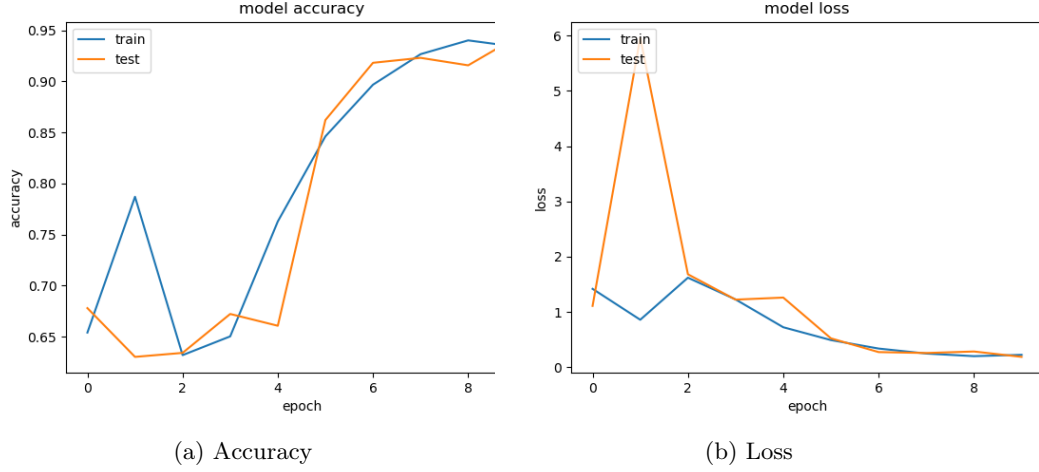 model accuracy
train
test
0.95
0.90
0.85
0.80
0.75
0.70
0.65
accuracy
0 2 4 6 8
epoch
(a) Accuracy
model loss
train
test
6
5
4
3
2
1
0
loss
0 2 4 6 8
epoch
(b) Loss